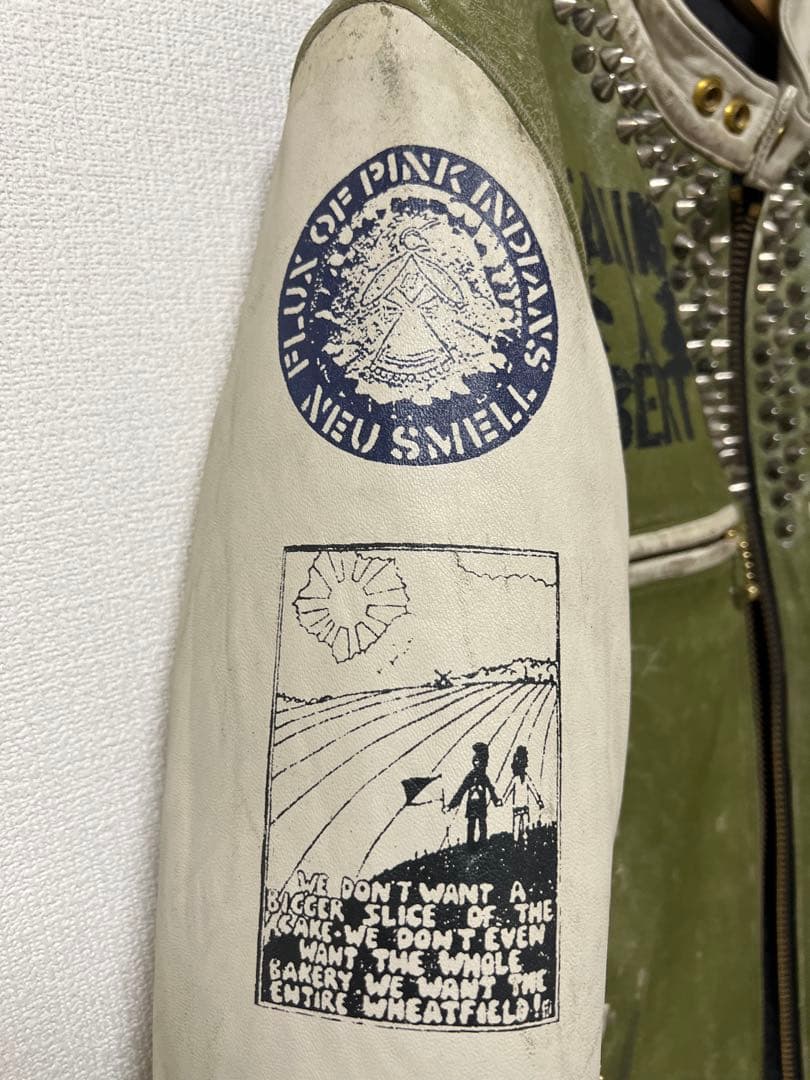 FLUX OF PINK INDIANS
NEU SMELL
WE DON'T WANT A
BIGGER SLICE OF THE
CAKE. WE DON'T EVEN
WANT THE WHOLE
BAKERY. WE WANT THE
ENTIRE WHEATFIELD!